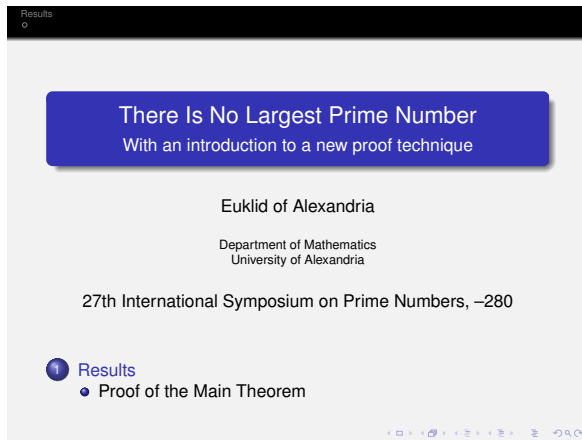 Results
There Is No Largest Prime Number
With an introduction to a new proof technique
Euklid of Alexandria
Department of Mathematics
University of Alexandria
27th International Symposium on Prime Numbers, –280
1 Results
Proof of the Main Theorem